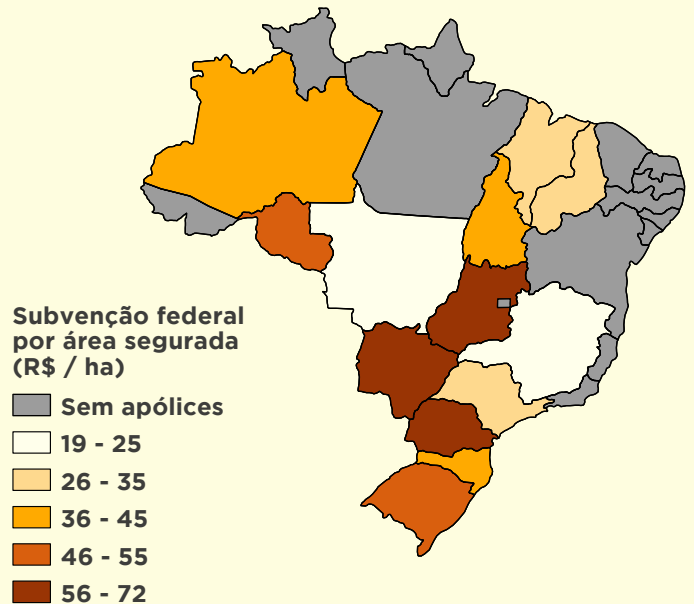 Subvenção federal
por área segurada
(R$ / ha)
Sem apólices
19 - 25
26 - 35
36 - 45
46 - 55
56 - 72